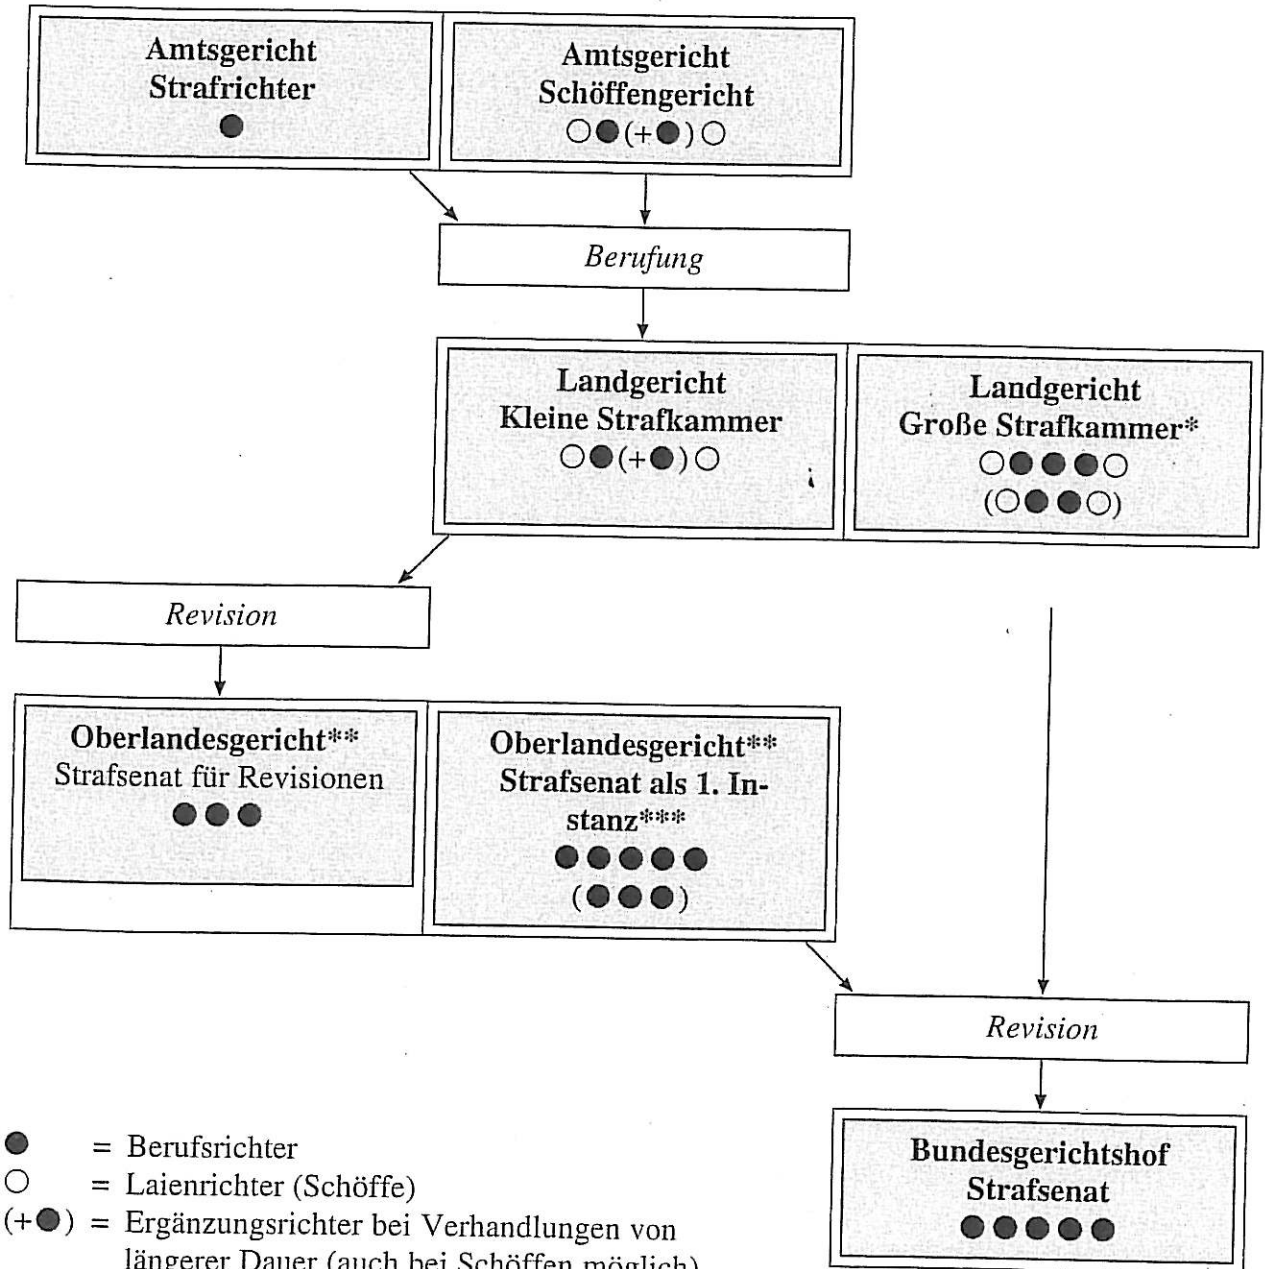 Amtsgericht
Strafrichter
●
Amtsgericht
Schöffengericht
○●(+●)○
Berufung
Landgericht
Kleine Strafkammer
○●(+●)○
Landgericht
Große Strafkammer*
○●●●○
(○●●○)
Revision
Oberlandesgericht**
Strafsenat für Revisionen
●●●
Oberlandesgericht**
Strafsenat als 1. In-
stanz***
●●●●●
(●●●)
Revision
Bundesgerichtshof
Strafsenat
●●●●●
● = Berufsrichter
○ = Laienrichter (Schöffe)
(+●) = Ergänzungsrichter bei Verhandlungen von
längerer Dauer (auch bei Schöffen möglich)